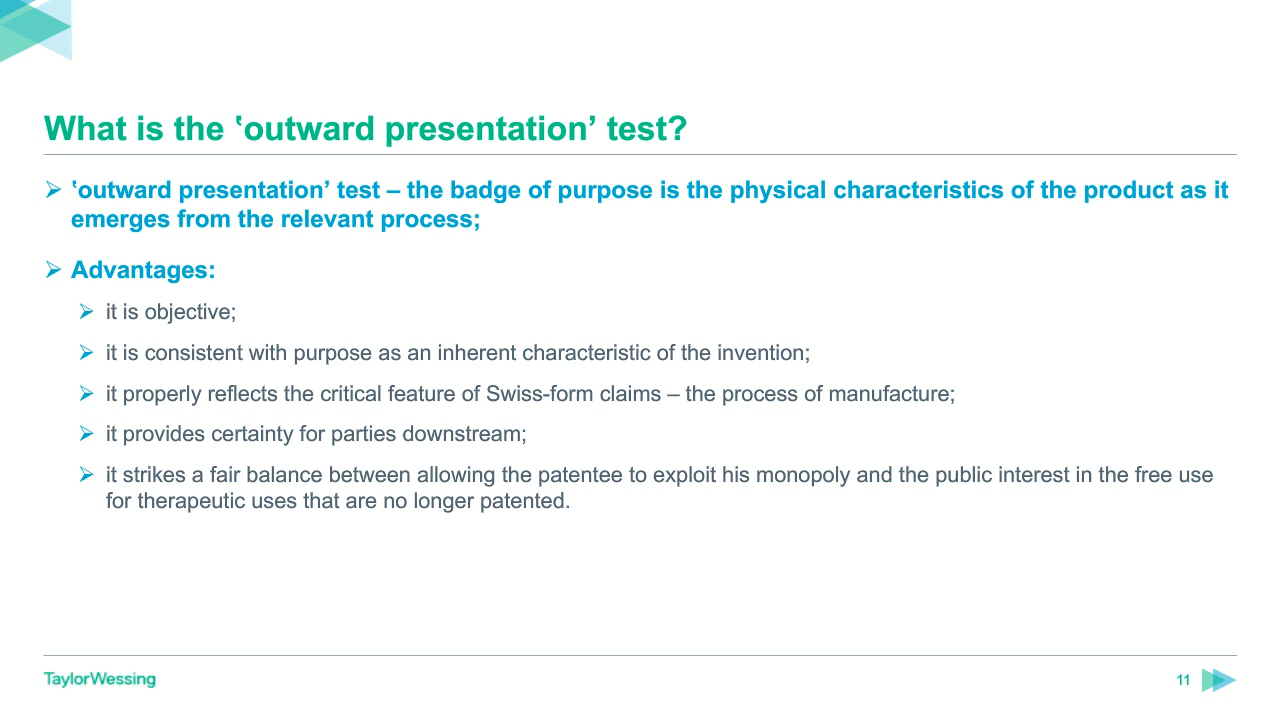 What is the ‛outward presentation’ test?
‛outward presentation’ test – the badge of purpose is the physical characteristics of the product as it
emerges from the relevant process;
Advantages:
it is objective;
it is consistent with purpose as an inherent characteristic of the invention;
it properly reflects the critical feature of Swiss-form claims – the process of manufacture;
it provides certainty for parties downstream;
it strikes a fair balance between allowing the patentee to exploit his monopoly and the public interest in the free use
for therapeutic uses that are no longer patented.
TaylorWessing
11